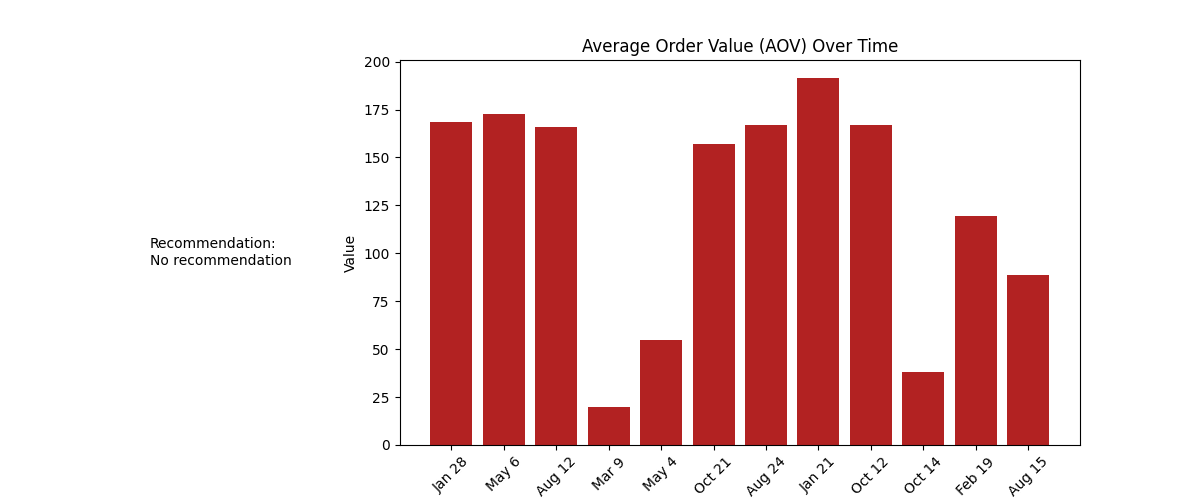 Average Order Value (AOV) Over Time
Recommendation:
No recommendation
Value
200
175
150
125
100
75
50
25
0
Jan 28
May 6
Aug 12
Mar 9
May 4
Oct 21
Aug 24
Jan 21
Oct 12
Oct 14
Feb 19
Aug 15